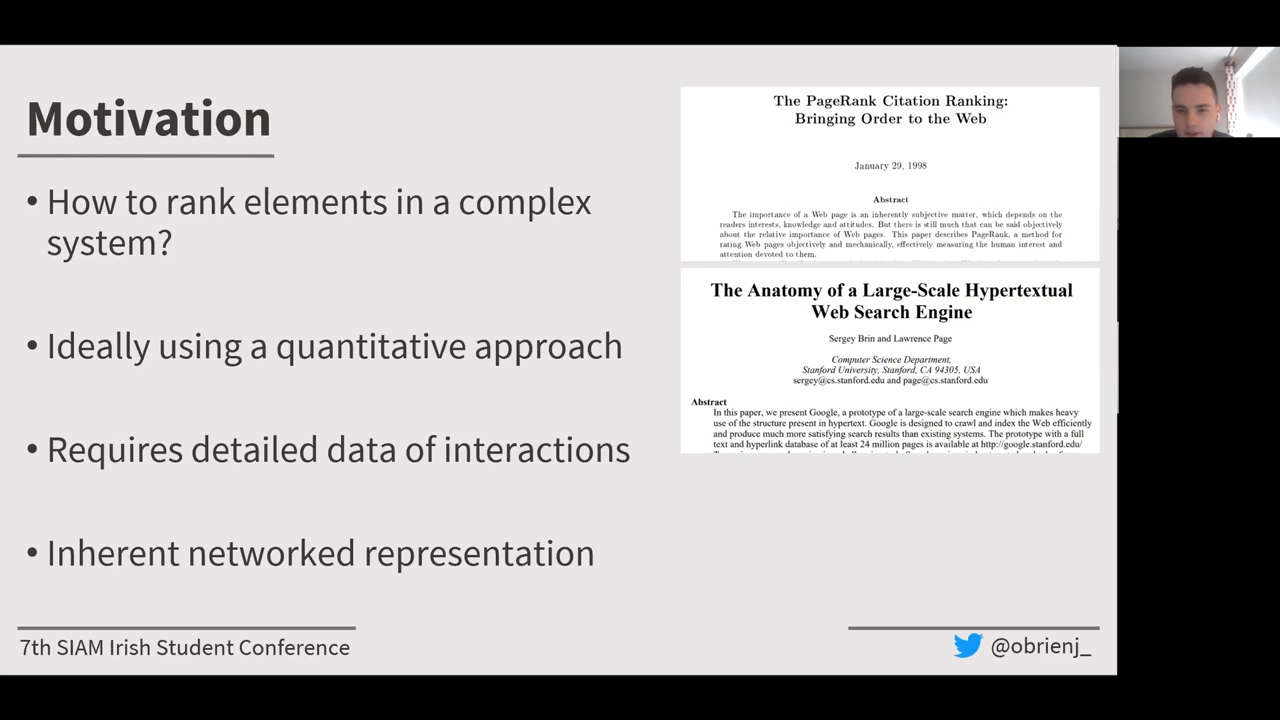 Motivation
• How to rank elements in a complex
system?
• Ideally using a quantitative approach
• Requires detailed data of interactions
• Inherent networked representation
The PageRank Citation Ranking:
Bringing Order to the Web
January 29, 1998
Abstract
The importance of a Web page is an inherently subjective matter, which depends on the
readers interests, knowledge and attitudes. But there is still much that can be said objectively
about the relative importance of Web pages. This paper describes PageRank, a method for
rating Web pages objectively and mechanically, effectively measuring the human interest and
attention devoted to them.
The Anatomy of a Large-Scale Hypertextual
Web Search Engine
Sergey Brin and Lawrence Page
Computer Science Department,
Stanford University, Stanford, CA 94305, USA
sergey@cs.stanford.edu and page@cs.stanford.edu
Abstract
In this paper, we present Google, a prototype of a large-scale search engine which makes heavy
use of the structure present in hypertext. Google is designed to crawl and index the Web efficiently
and produce much more satisfying search results than existing systems. The prototype with a full
text and hyperlink database of at least 24 million pages is available at http://google.stanford.edu/
7th SIAM Irish Student Conference
@obrienj_